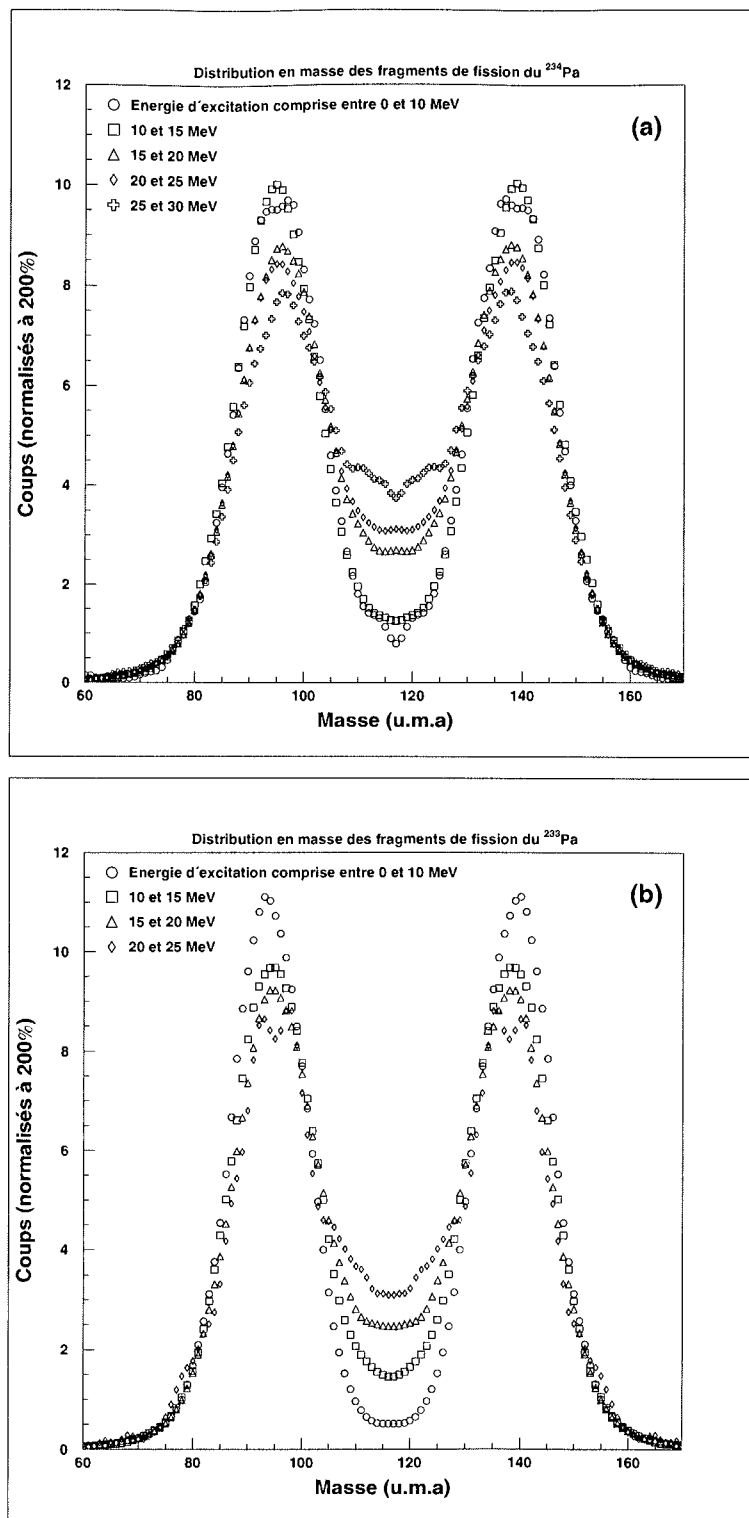 Distribution en masse des fragments de fission du ²³⁴Pa
12
10
8
6
4
2
0
Coups (normalisés à 200%)
Energie d'excitation comprise entre 0 et 10 MeV
10 et 15 MeV
15 et 20 MeV
20 et 25 MeV
25 et 30 MeV
(a)
60 80 100 120 140 160
Masse (u.m.a)
Distribution en masse des fragments de fission du ²³³Pa
12
10
8
6
4
2
0
Coups (normalisés à 200%)
Energie d'excitation comprise entre 0 et 10 MeV
10 et 15 MeV
15 et 20 MeV
20 et 25 MeV
(b)
60 80 100 120 140 160
Masse (u.m.a)